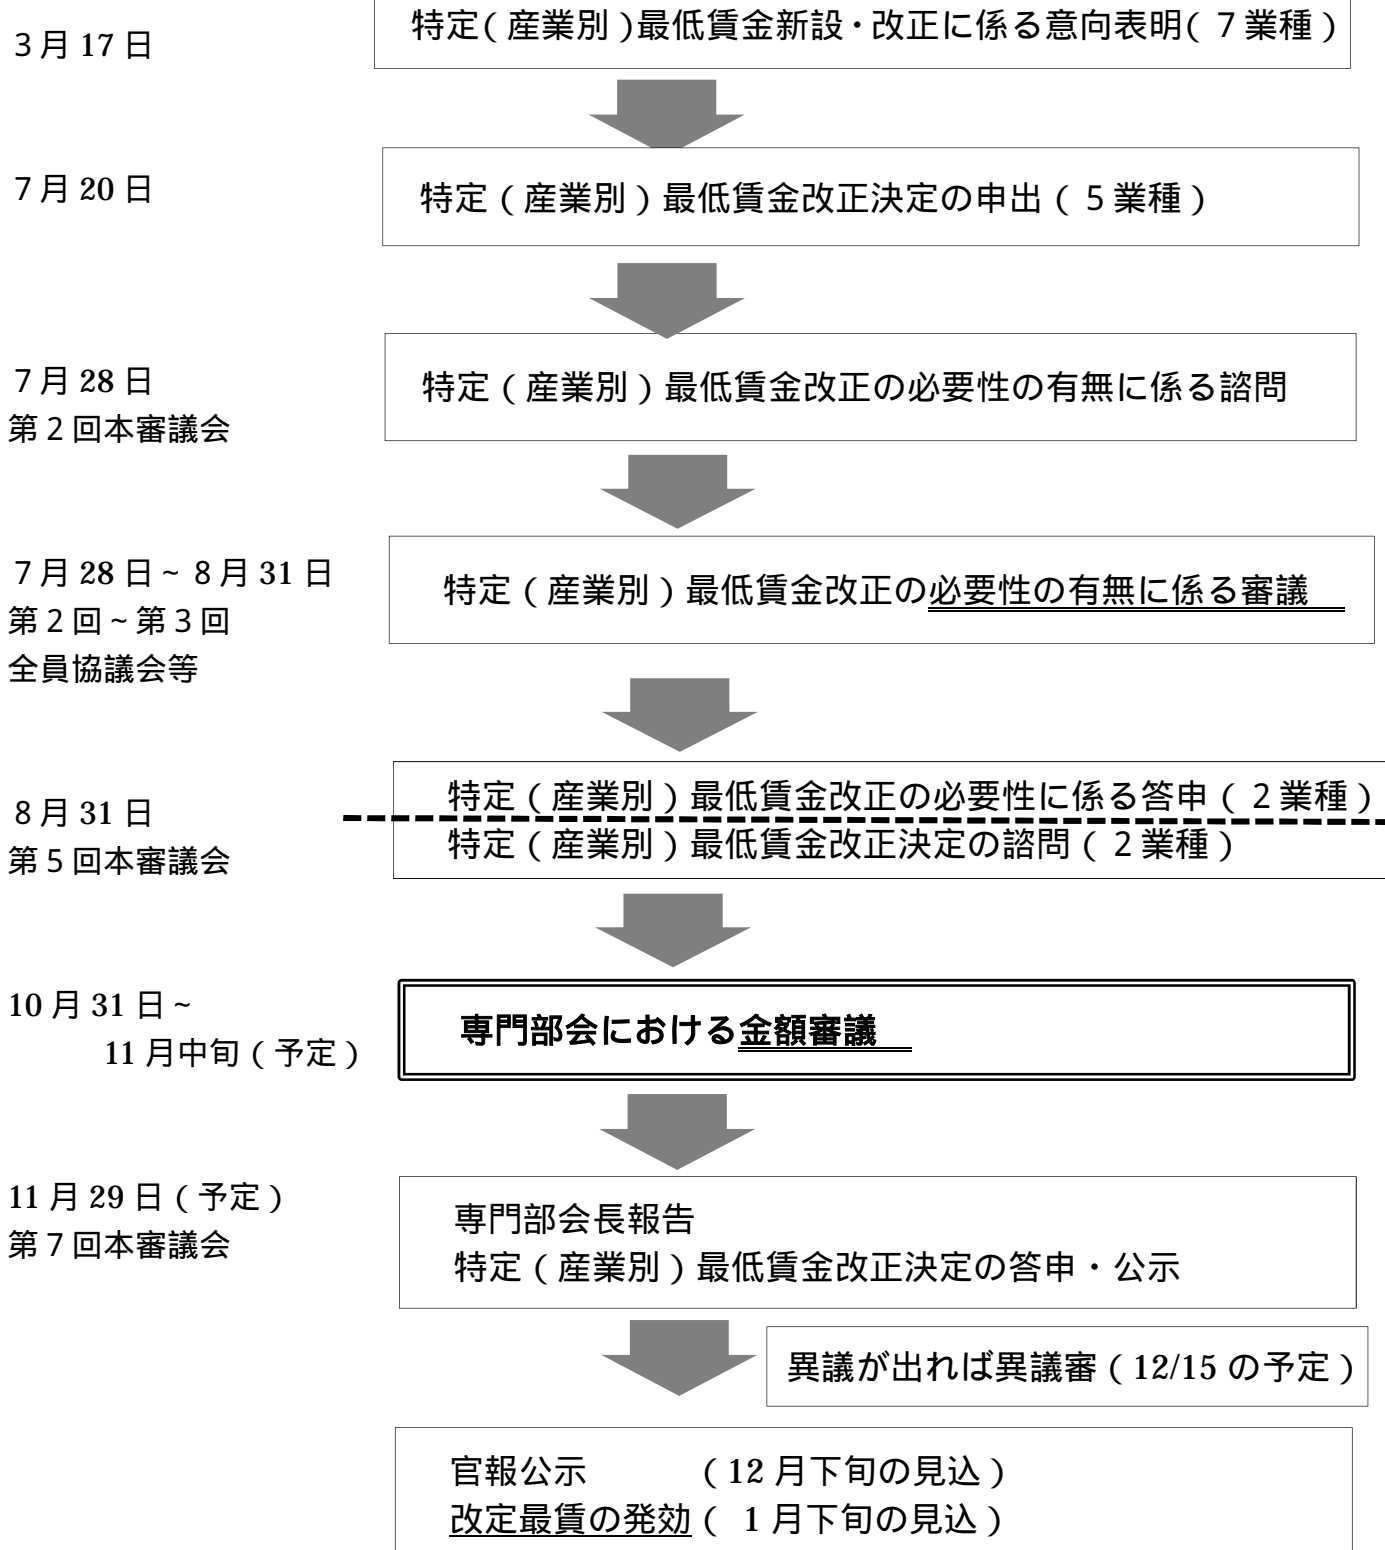 3月17日
特定(産業別)最低賃金新設・改正に係る意向表明(7業種)
7月20日
特定(産業別)最低賃金改正決定の申出(5業種)
7月28日
第2回本審議会
特定(産業別)最低賃金改正の必要性の有無に係る諮問
7月28日~8月31日
第2回~第3回
全員協議会等
特定(産業別)最低賃金改正の必要性の有無に係る審議
8月31日
第5回本審議会
特定(産業別)最低賃金改正の必要性に係る答申(2業種)
特定(産業別)最低賃金改正決定の諮問(2業種)
10月31日~
11月中旬(予定)
専門部会における金額審議
11月29日(予定)
第7回本審議会
専門部会長報告
特定(産業別)最低賃金改正決定の答申・公示
異議が出れば異議審(12/15の予定)
官報公示 (12月下旬の見込)
改定最賃の発効( 1月下旬の見込)